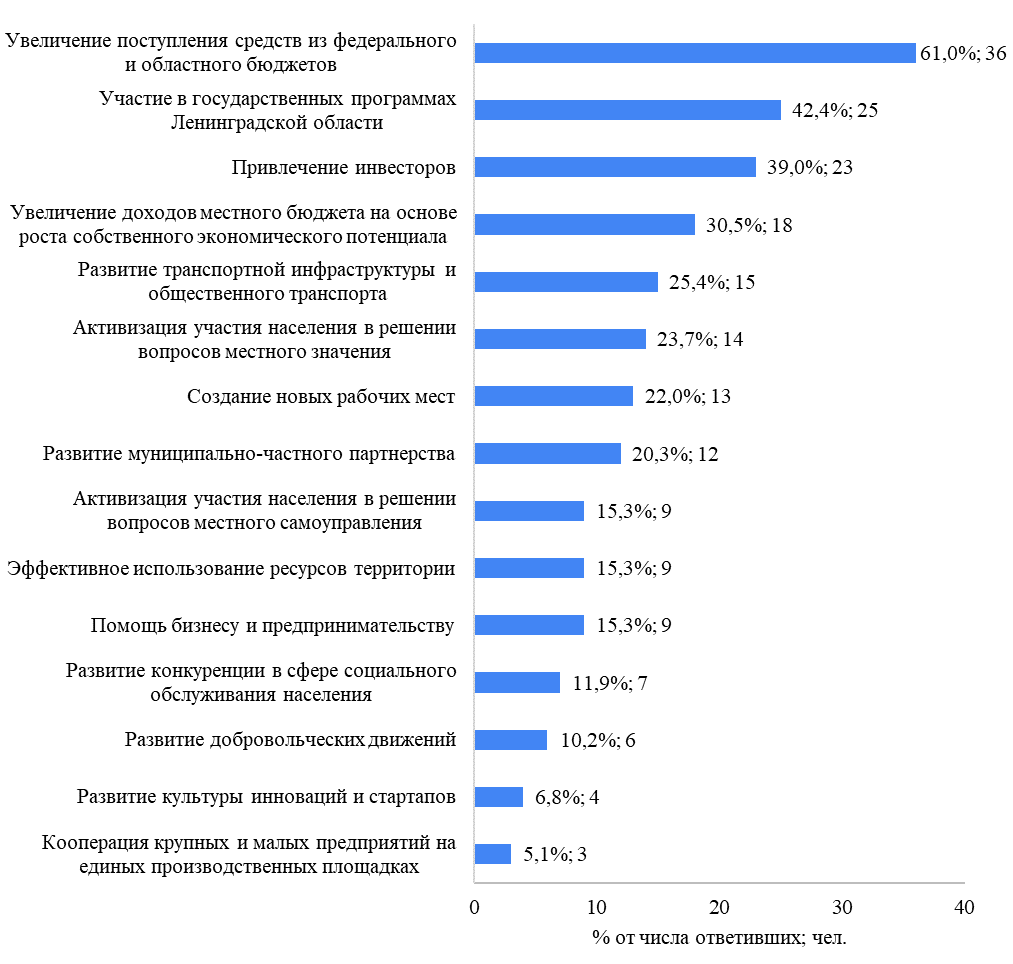 Увеличение поступления средств из федерального
и областного бюджетов
61,0%; 36
Участие в государственных программах
Ленинградской области
42,4%; 25
Привлечение инвесторов
39,0%; 23
Увеличение доходов местного бюджета на основе
роста собственного экономического потенциала
30,5%; 18
Развитие транспортной инфраструктуры и
общественного транспорта
25,4%; 15
Активизация участия населения в решении
вопросов местного значения
23,7%; 14
Создание новых рабочих мест
22,0%; 13
Развитие муниципально-частного партнерства
20,3%; 12
Активизация участия населения в решении
вопросов местного самоуправления
15,3%; 9
Эффективное использование ресурсов территории
15,3%; 9
Помощь бизнесу и предпринимательству
15,3%; 9
Развитие конкуренции в сфере социального
обслуживания населения
11,9%; 7
Развитие добровольческих движений
10,2%; 6
Развитие культуры инноваций и стартапов
6,8%; 4
Кооперация крупных и малых предприятий на
единых производственных площадках
5,1%; 3
0 10 20 30 40
% от числа ответивших; чел.